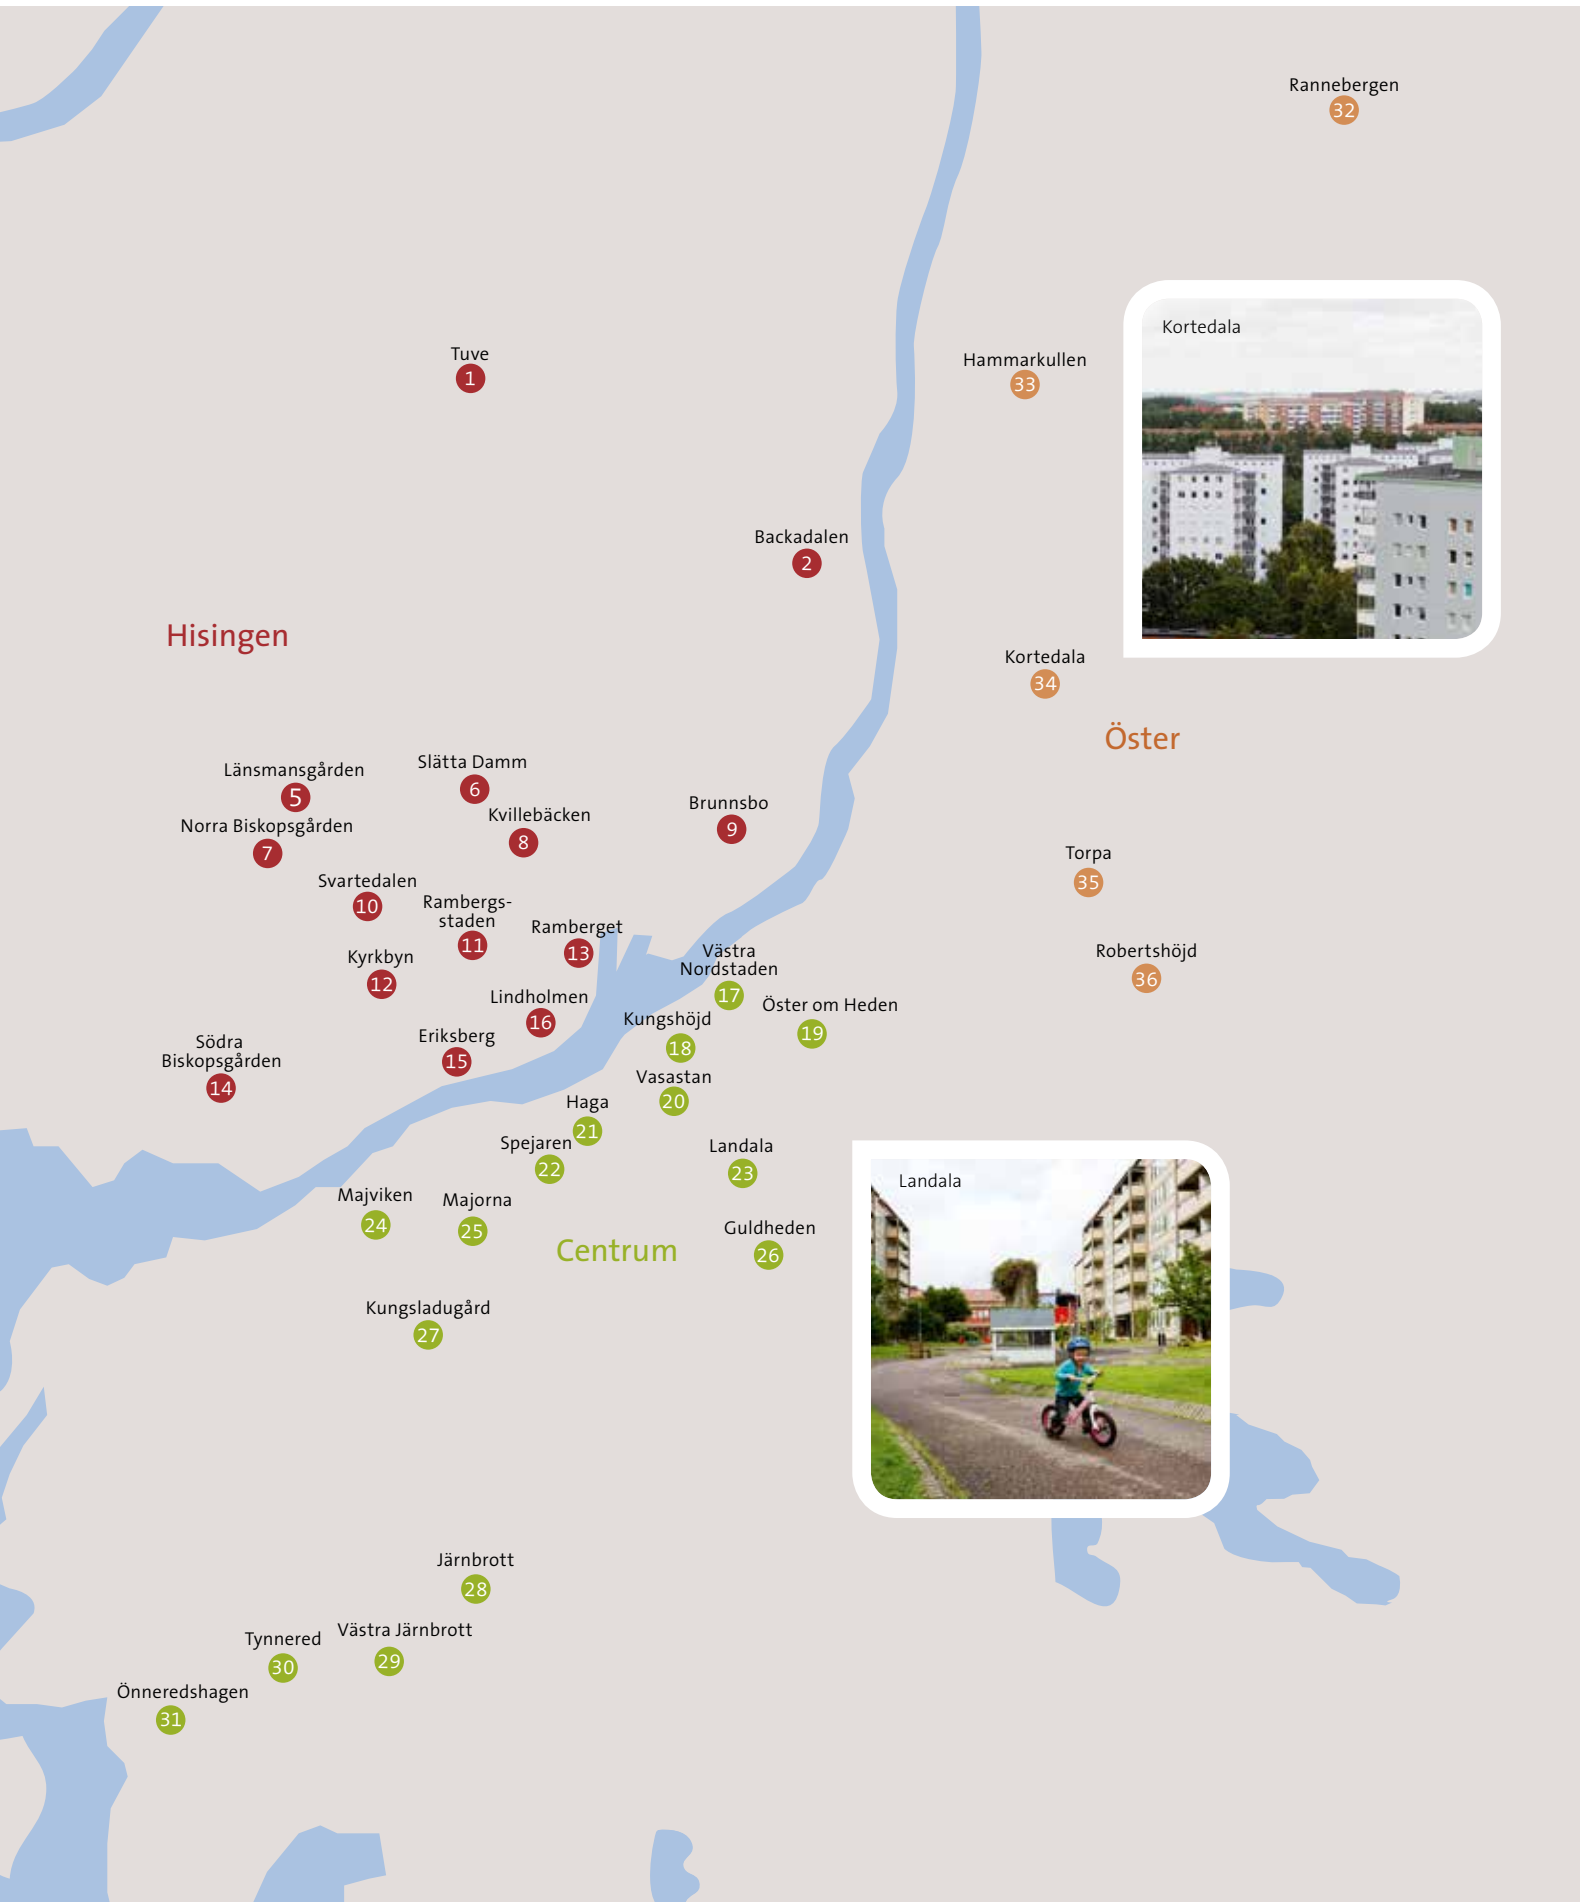 Rannebergen
32
Kortedala
Tuve
1
Hammarkullen
33
Backadalen
2
Hisingen
Kortedala
34
Öster
Länsmansgården
5
Slätta Damm
6
Kvillebäcken
8
Brunnsbo
9
Norra Biskopsgården
7
Torpa
35
Svartedalen
10
Rambergs-
staden
11
Ramberget
13
Kyrkbyn
12
Västra
Nordstaden
17
Robertshöjd
36
Lindholmen
16
Öster om Heden
19
Kungshöjd
18
Eriksberg
15
Södra
Biskopsgården
14
Vasastan
20
Haga
21
Spejaren
22
Landala
23
Landala
Majviken
24
Majorna
25
Guldheden
26
Centrum
Kungsladugård
27
Järnbrott
28
Västra Järnbrott
29
Tynnered
30
Önneredshagen
31